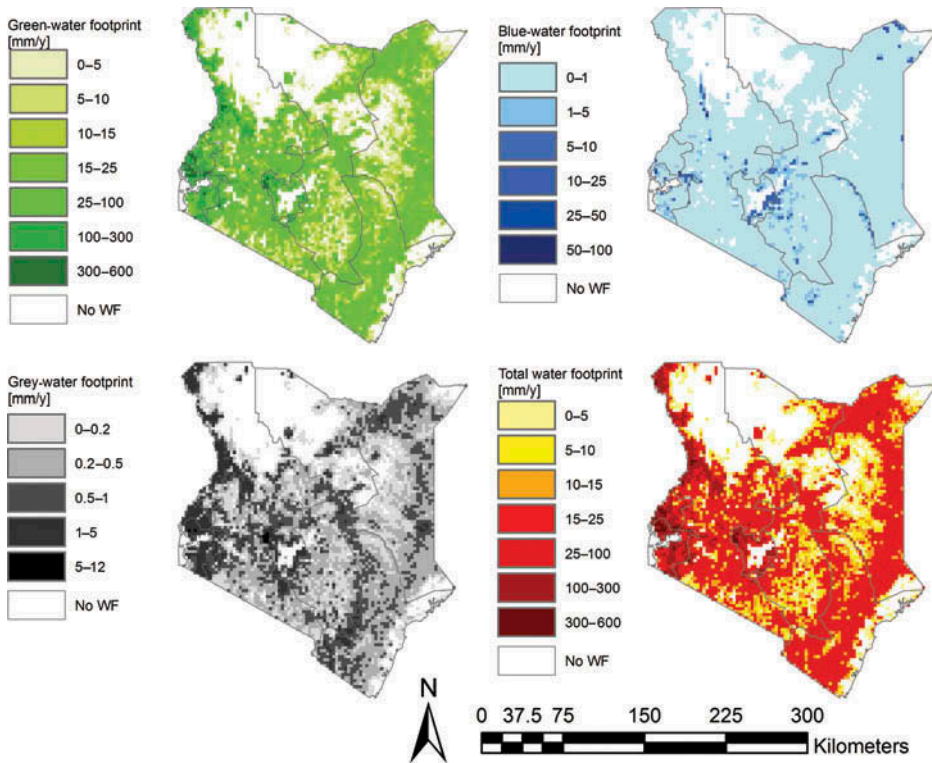 Green-water footprint
[mm/y]
0–5
5–10
10–15
15–25
25–100
100–300
300–600
No WF
Blue-water footprint
[mm/y]
0–1
1–5
5–10
10–25
25–50
50–100
No WF
Grey-water footprint
[mm/y]
0–0.2
0.2–0.5
0.5–1
1–5
5–12
No WF
Total water footprint
[mm/y]
0–5
5–10
10–15
15–25
25–100
100–300
300–600
No WF
N
0 37.5 75 150 225 300
Kilometers